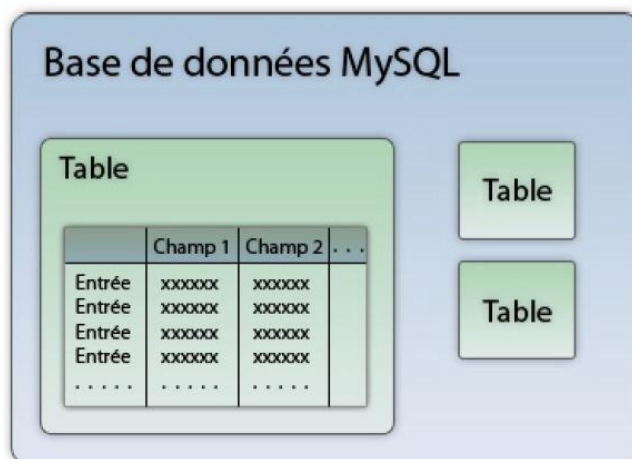 Base de données MySQL
Table
Champ 1 Champ 2 . . .
Entrée xxxxxx xxxxxx
Entrée xxxxxx xxxxxx
Entrée xxxxxx xxxxxx
Entrée xxxxxx xxxxxx
. . . . . . . . . . . . . . .
Table
Table